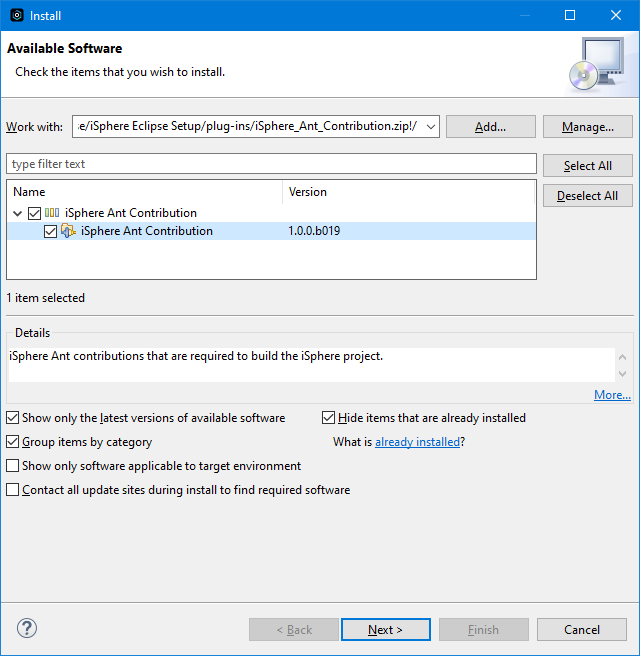 Install
Available Software
Check the items that you wish to install.
Work with: e/iSphere Eclipse Setup/plug-ins/iSphere_Ant_Contribution.zip!/ Add... Manage...
type filter text Select All
Name Version Deselect All
iSphere Ant Contribution
iSphere Ant Contribution 1.0.0.b019
1 item selected
Details
iSphere Ant contributions that are required to build the iSphere project.
More...
Show only the latest versions of available software Hide items that are already installed
Group items by category What is already installed?
Show only software applicable to target environment
Contact all update sites during install to find required software
? < Back Next > Finish Cancel